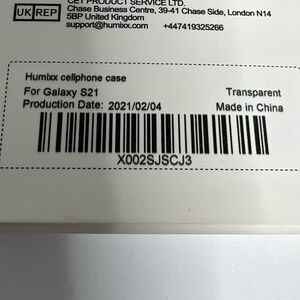 CET PRODUCT SERVICE LTD.
UK REP
Chase Business Centre, 39-41 Chase Side, London N14
5BP United Kingdom
support@humixx.com +447419325266
Humixx cellphone case
For Galaxy S21 Transparent
Production Date: 2021/02/04 Made in China
X002SJSCJ3